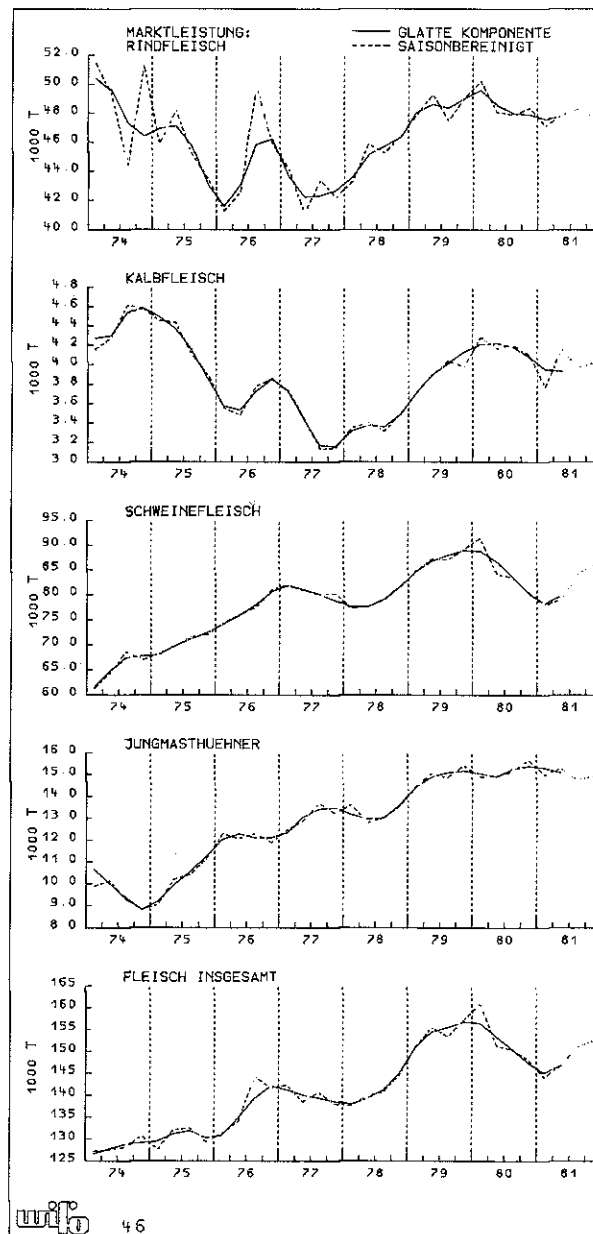 MARKTLEISTUNG: GLATTE KOMPONENTE
RINDFLEISCH SAISONBEREINIGT
52 0
50 0
48 0
46 0
44 0
42 0
40 0
1000 T
74 75 76 77 78 79 80 81
KALBFLEISCH
4.8
4.6
4.4
4.2
4 0
3.8
3.6
3.4
3.2
3 0
1000 T
74 75 76 77 78 79 80 81
SCHWEINEFLEISCH
95.0
90.0
85 0
80 0
75 0
70 0
65 0
60 0
1000 T
74 75 76 77 78 79 80 81
JUNGMASTHUEHNER
16 0
15 0
14 0
13 0
12 0
11 0
10 0
9 0
8 0
1000 T
74 75 76 77 78 79 80 81
FLEISCH INSGESAMT
165
160
155
150
145
140
135
130
125
1000 T
74 75 76 77 78 79 80 81
wifo 46